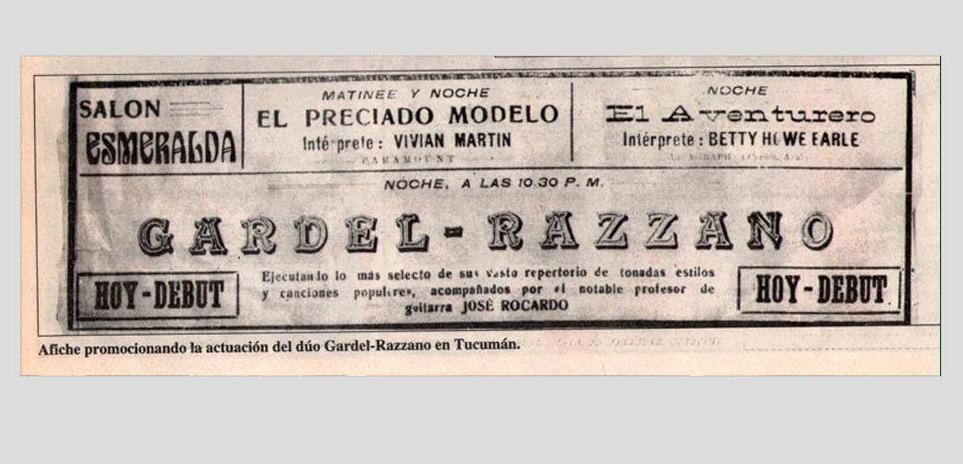 SALON
ESMERALDA
MATINEE Y NOCHE
EL PRECIADO MODELO
Intérprete: VIVIAN MARTIN
PARAMOUNT
NOCHE
El Aventurero
Intérprete: BETTY HOWE EARLE
NOCHE, A LAS 10.30 P. M.
GARDEL-RAZZANO
HOY-DEBUT
Ejecutando lo más selecto de sus vasto repertorio de tonadas estilos
y canciones populares, acompañados por el notable profesor de
guitarra JOSÉ ROCARDO
HOY-DEBUT
Afiche promocionando la actuación del dúo Gardel-Razzano en Tucumán.